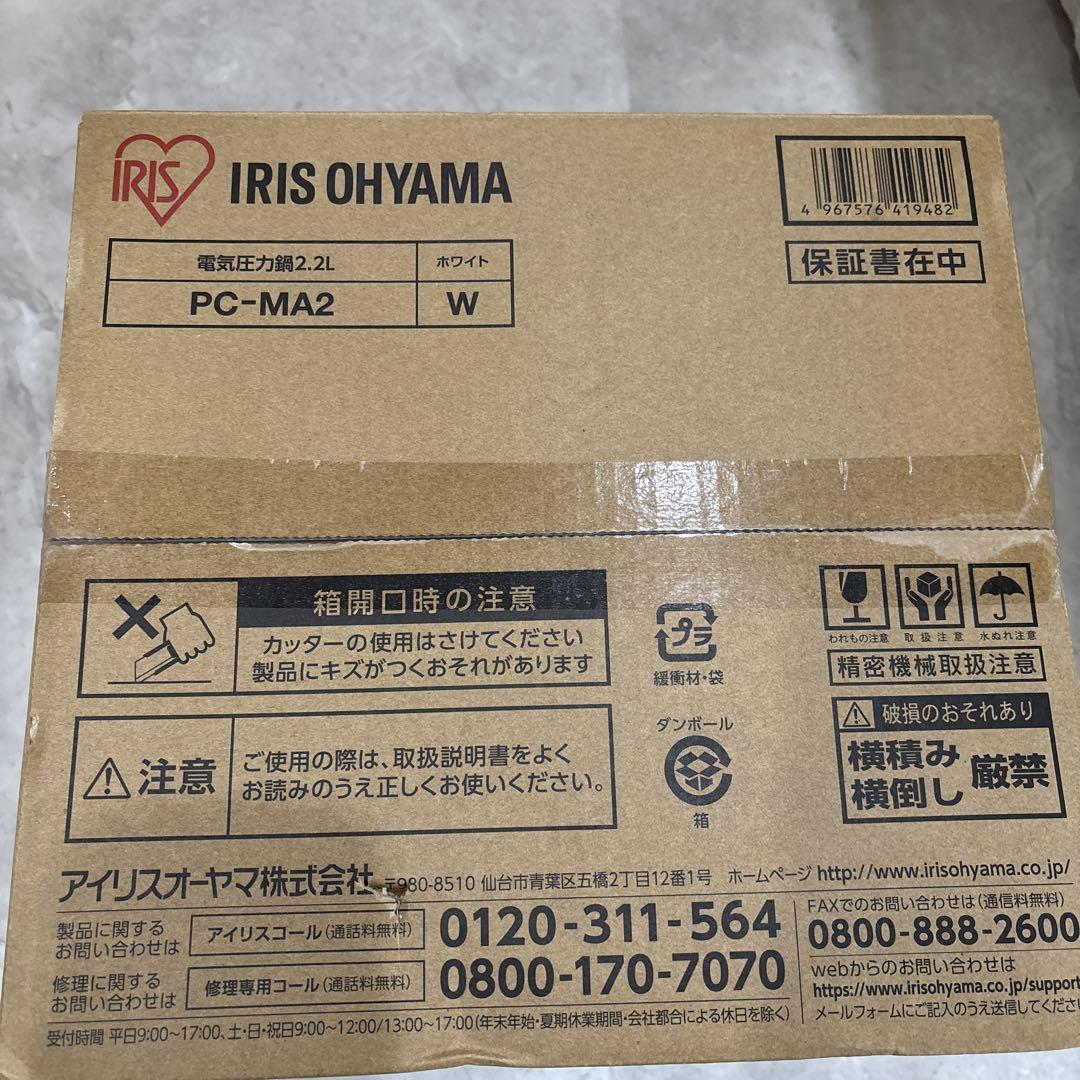 IRIS
IRIS OHYAMA
4 967576 419482
電気圧力鍋2.2L ホワイト
PC-MA2 W
保証書在中
箱開口時の注意
カッターの使用はさけてください
製品にキズがつくおそれがあります
プラ
緩衝材・袋
われもの注意 取扱注意 水ぬれ注意
精密機械取扱注意
注意
ご使用の際は、取扱説明書をよく
お読みのうえ正しくお使いください。
ダンボール
箱
破損のおそれあり
横積み
横倒し
厳禁
アイリスオーヤマ株式会社 〒980-8510 仙台市青葉区五橋2丁目12番1号 ホームページ http://www.irisohyama.co.jp/
製品に関する
お問い合わせは
アイリスコール(通話料無料)
0120-311-564
修理に関する
お問い合わせは
修理専用コール(通話料無料)
0800-170-7070
FAXでのお問い合わせは(通信料無料)
0800-888-2600
webからのお問い合わせは
https://www.irisohyama.co.jp/support
メールフォームにご記入のうえ送信してくださ
受付時間 平日9:00~17:00、土・日・祝日9:00~12:00/13:00~17:00(年末年始・夏期休業期間・会社都合による休日を除く)